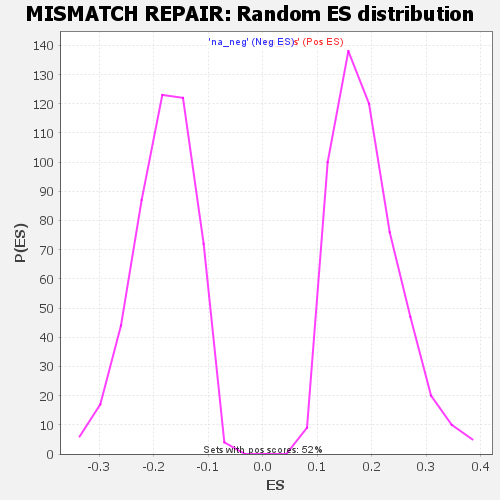 MISMATCH REPAIR: Random ES distribution
'na_neg' (Neg ES)s' (Pos ES)
140
130
120
110
100
90
80
70
60
50
40
30
20
10
0
P(ES)
Sets with pos scores: 52%
-0.3 -0.2 -0.1 0.0 0.1 0.2 0.3 0.4
ES